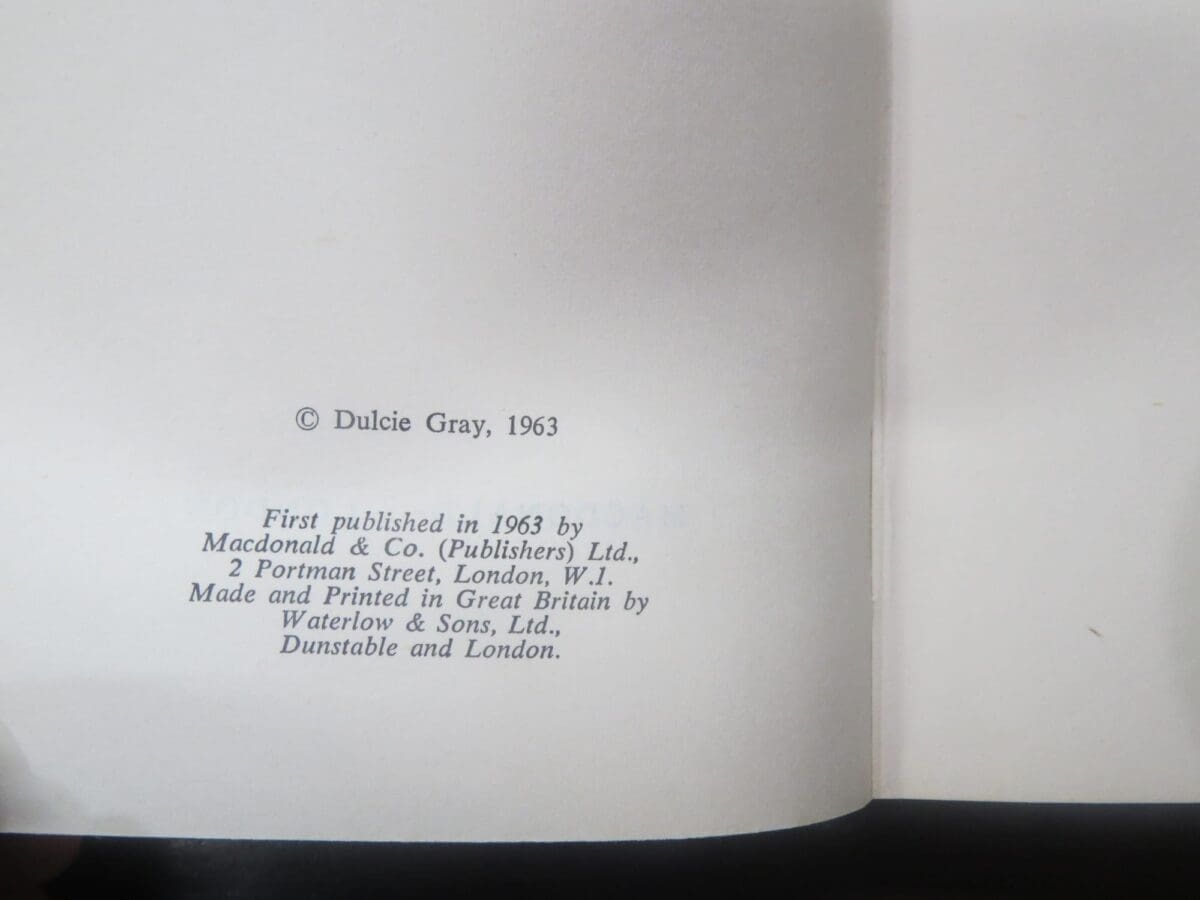 © Dulcie Gray, 1963
First published in 1963 by
Macdonald & Co. (Publishers) Ltd.,
2 Portman Street, London, W.1.
Made and Printed in Great Britain by
Waterlow & Sons, Ltd.,
Dunstable and London.